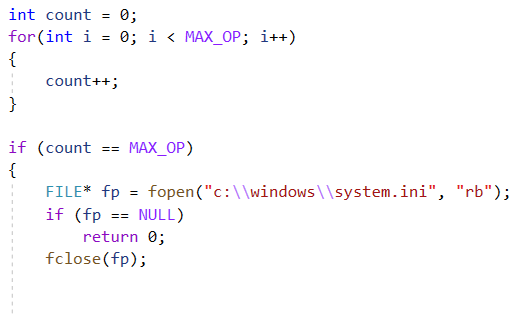 int count = 0;
for(int i = 0; i < MAX_OP; i++)
{
    count++;
}

if (count == MAX_OP)
{
    FILE* fp = fopen("c:\\windows\\system.ini", "rb");
    if (fp == NULL)
        return 0;
    fclose(fp);